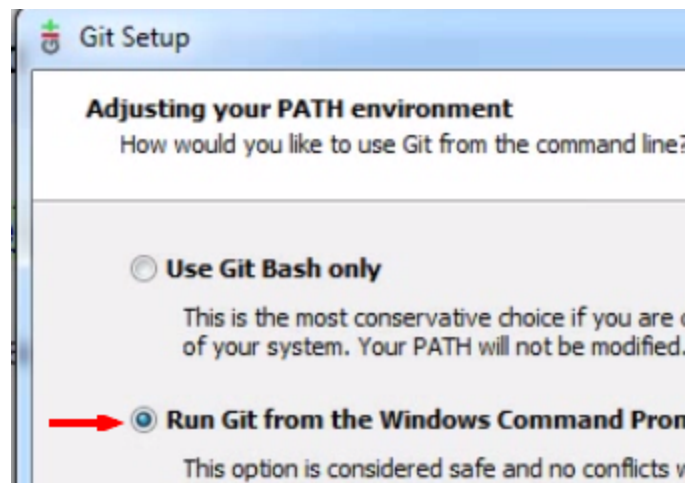 Git Setup
Adjusting your PATH environment
How would you like to use Git from the command line?
Use Git Bash only
This is the most conservative choice if you are
of your system. Your PATH will not be modified.
Run Git from the Windows Command
This option is considered safe and no conflicts